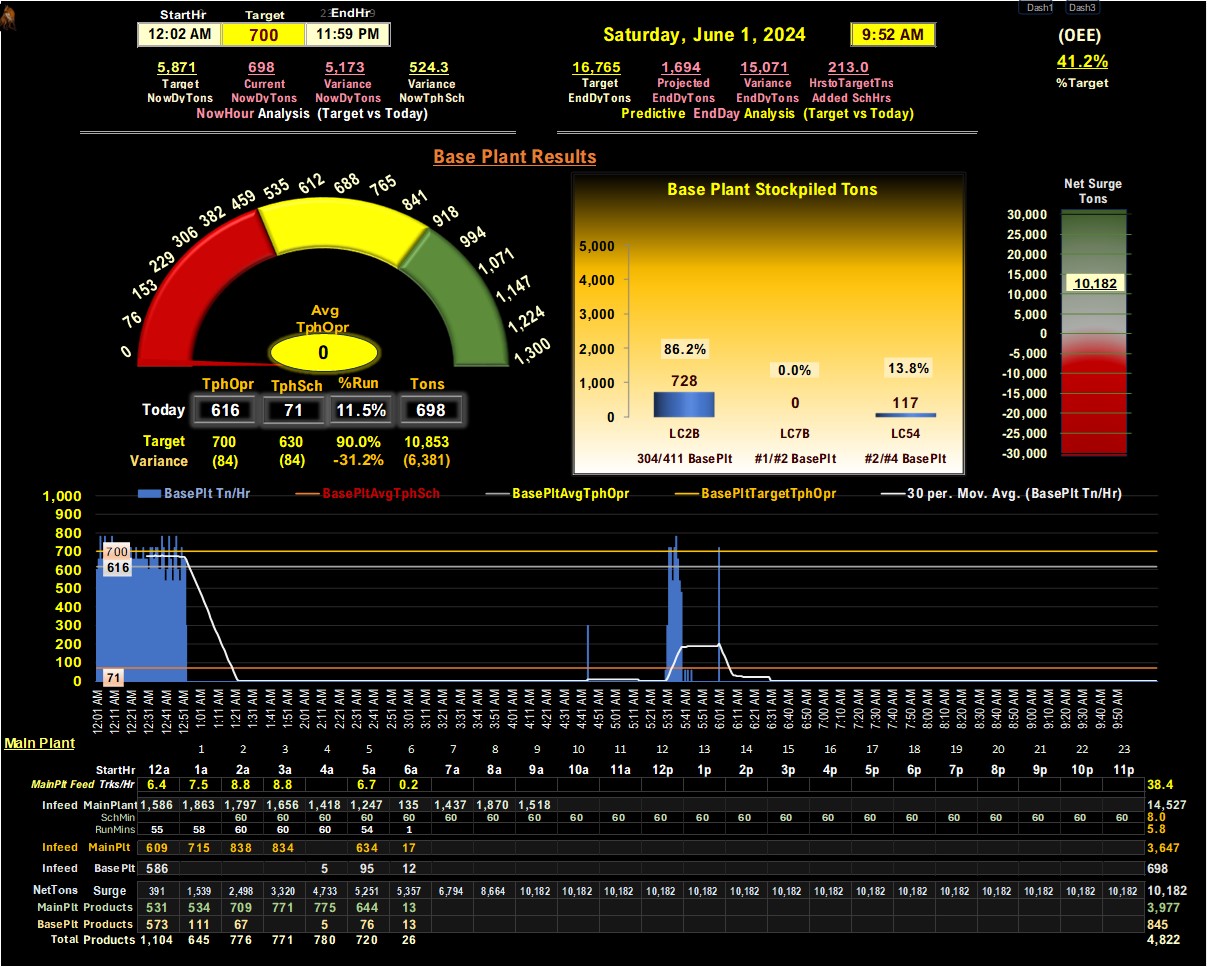 Dash1 Dash3
StartHr Target EndHr
12:02 AM 700 11:59 PM
Saturday, June 1, 2024 9:52 AM
(OEE)
41.2%
%Target
5,871 698 5,173 524.3
Target Current Variance Variance
NowDyTons NowDyTons NowDyTons NowTphSch
NowHour Analysis (Target vs Today)
16,765 1,694 15,071 213.0
Target Projected Variance HrstoTargetTns
EndDyTons EndDyTons EndDyTons Added SchHrs
Predictive EndDay Analysis (Target vs Today)
Base Plant Results
0 76 153 229 306 382 459 535 612 688 765 841 918 994 1,071 1,147 1,224 1,300
Avg
TphOpr
0
TphOpr TphSch %Run Tons
Today 616 71 11.5% 698
Target 700 630 90.0% 10,853
Variance (84) (84) -31.2% (6,381)
Base Plant Stockpiled Tons
5,000
4,000
3,000
2,000
1,000
0
86.2% 0.0% 13.8%
728 0 117
LC2B LC7B LC54
304/411 BasePlt #1/#2 BasePlt #2/#4 BasePlt
Net Surge
Tons
30,000
25,000
20,000
15,000
10,182
10,000
5,000
0
-5,000
-10,000
-15,000
-20,000
-25,000
-30,000
BasePlt Tn/Hr BasePltAvgTphSch BasePltAvgTphOpr BasePltTargetTphOpr 30 per. Mov. Avg. (BasePlt Tn/Hr)
1,000
900
800
700
600
500
400
300
200
100
0
700
616
71
12:01 AM 12:11 AM 12:31 AM 12:41 AM 12:51 AM 1:01 AM 1:11 AM 1:21 AM 1:31 AM 1:41 AM 1:51 AM 2:01 AM 2:11 AM 2:21 AM 2:31 AM 2:41 AM 2:51 AM 3:01 AM 3:11 AM 3:21 AM 3:31 AM 3:41 AM 3:51 AM 4:01 AM 4:11 AM 4:31 AM 4:41 AM 4:51 AM 5:01 AM 5:11 AM 5:21 AM 5:31 AM 5:41 AM 5:51 AM 6:01 AM 6:11 AM 6:21 AM 6:31 AM 6:40 AM 6:50 AM 7:00 AM 7:10 AM 7:20 AM 7:30 AM 7:40 AM 7:50 AM 8:00 AM 8:10 AM 8:20 AM 8:30 AM 8:40 AM 8:50 AM 9:00 AM 9:10 AM 9:20 AM 9:30 AM 9:40 AM 9:50 AM
Main Plant
1 2 3 4 5 6 7 8 9 10 11 12 13 14 15 16 17 18 19 20 21 22 23
StartHr 12a 1a 2a 3a 4a 5a 6a 7a 8a 9a 10a 11a 12p 1p 2p 3p 4p 5p 6p 7p 8p 9p 10p 11p
MainPlt Feed Trks/Hr 6.4 7.5 8.8 8.8 6.7 0.2 38.4
Infeed MainPlant 1,586 1,863 1,797 1,656 1,418 1,247 135 1,437 1,870 1,518 14,527
SchMin 60 60 60 60 60 60 60 60 60 60 60 60 60 60 60 60 60 60 60 60 60 60 8.0
RunMins 55 58 60 60 60 54 1 5.8
Infeed MainPlt 609 715 838 834 634 17 3,647
Infeed Base Plt 586 5 95 12 698
NetTons Surge 391 1,539 2,498 3,320 4,733 5,251 5,357 6,794 8,664 10,182 10,182 10,182 10,182 10,182 10,182 10,182 10,182 10,182 10,182 10,182 10,182 10,182 10,182 10,182 10,182
MainPlt Products 531 534 709 771 775 644 13 3,977
BasePlt Products 573 111 67 5 76 13 845
Total Products 1,104 645 776 771 780 720 26 4,822